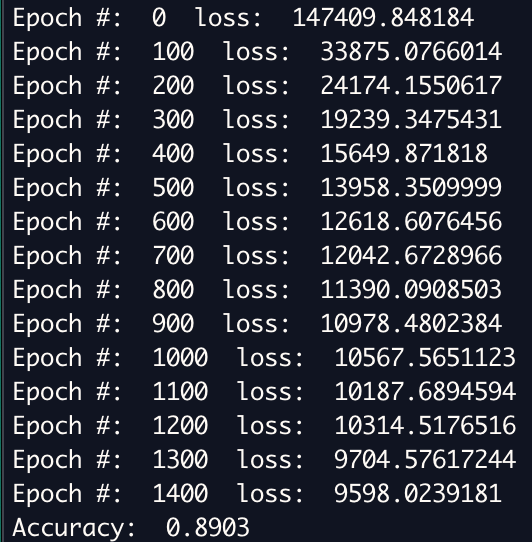 Epoch #:  0  loss:  147409.848184
Epoch #:  100  loss:  33875.0766014
Epoch #:  200  loss:  24174.1550617
Epoch #:  300  loss:  19239.3475431
Epoch #:  400  loss:  15649.871818
Epoch #:  500  loss:  13958.3509999
Epoch #:  600  loss:  12618.6076456
Epoch #:  700  loss:  12042.6728966
Epoch #:  800  loss:  11390.0908503
Epoch #:  900  loss:  10978.4802384
Epoch #:  1000  loss:  10567.5651123
Epoch #:  1100  loss:  10187.6894594
Epoch #:  1200  loss:  10314.5176516
Epoch #:  1300  loss:  9704.57617244
Epoch #:  1400  loss:  9598.0239181
Accuracy:  0.8903